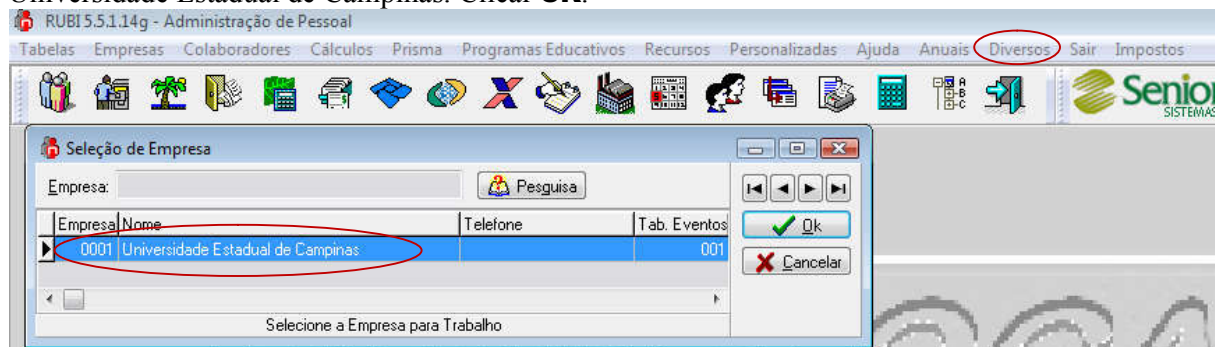 Universidade Estadual de Campinas. Clicar OK.
RUBI 5.5.1.14g - Administração de Pessoal
Tabelas Empresas Colaboradores Cálculos Prisma Programas Educativos Recursos Personalizadas Ajuda Anuais Diversos Sair Impostos
A
B
C
Senior
SISTEMAS
Seleção de Empresa
Empresa: Pesquisa
Empresa Nome Telefone Tab. Eventos
0001 Universidade Estadual de Campinas 001
Ok
Cancelar
Selecione a Empresa para Trabalho